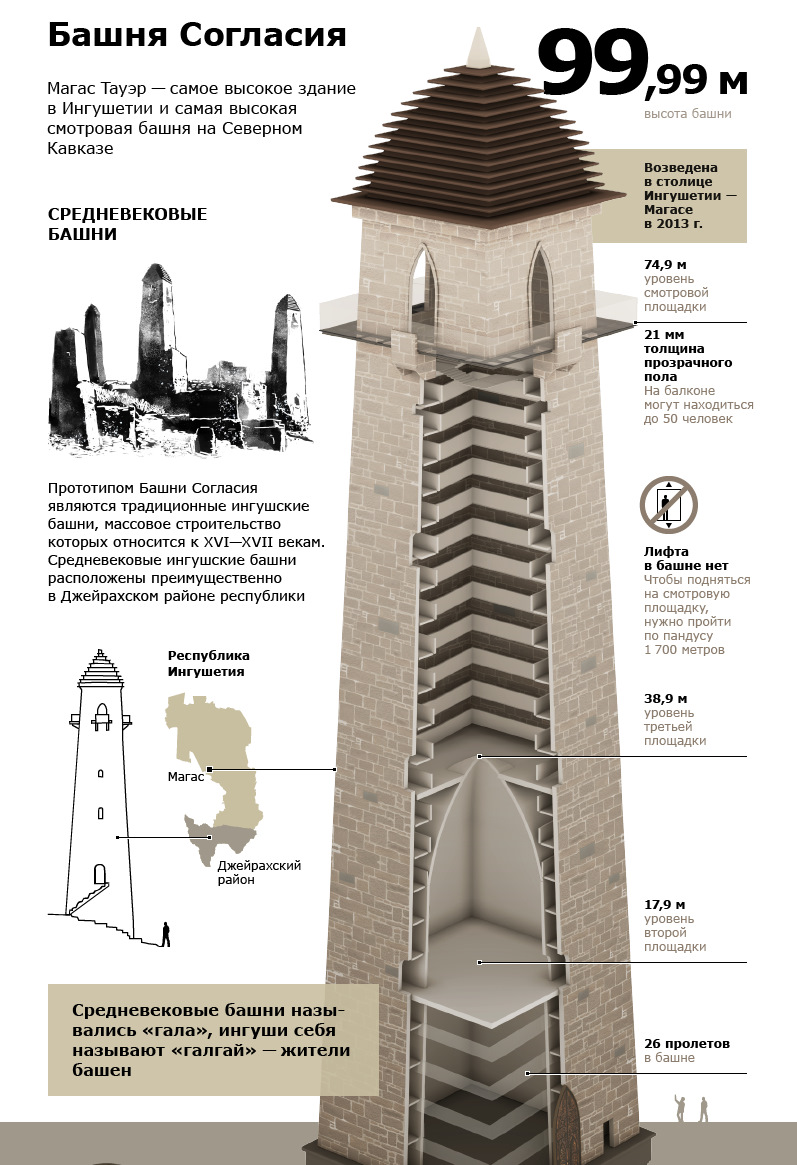 Башня Согласия
99,99 м
высота башни
Магас Тауэр — самое высокое здание
в Ингушетии и самая высокая
смотровая башня на Северном
Кавказе
Возведена
в столице
Ингушетии —
Магасе
в 2013 г.
СРЕДНЕВЕКОВЫЕ
БАШНИ
74,9 м
уровень
смотровой
площадки
21 мм
толщина
прозрачного
пола
На балконе
могут находиться
до 50 человек
Прототипом Башни Согласия
являются традиционные ингушские
башни, массовое строительство
которых относится к XVI—XVII векам.
Средневековые ингушские башни
расположены преимущественно
в Джейрахском районе республики
Лифта
в башне нет
Чтобы подняться
на смотровую
площадку,
нужно пройти
по пандусу
1 700 метров
Республика
Ингушетия
Магас
Джейрахский
район
38,9 м
уровень
третьей
площадки
17,9 м
уровень
второй
площадки
Средневековые башни назы-
вались «гала», ингуши себя
называют «галгай» — жители
башен
26 пролетов
в башне